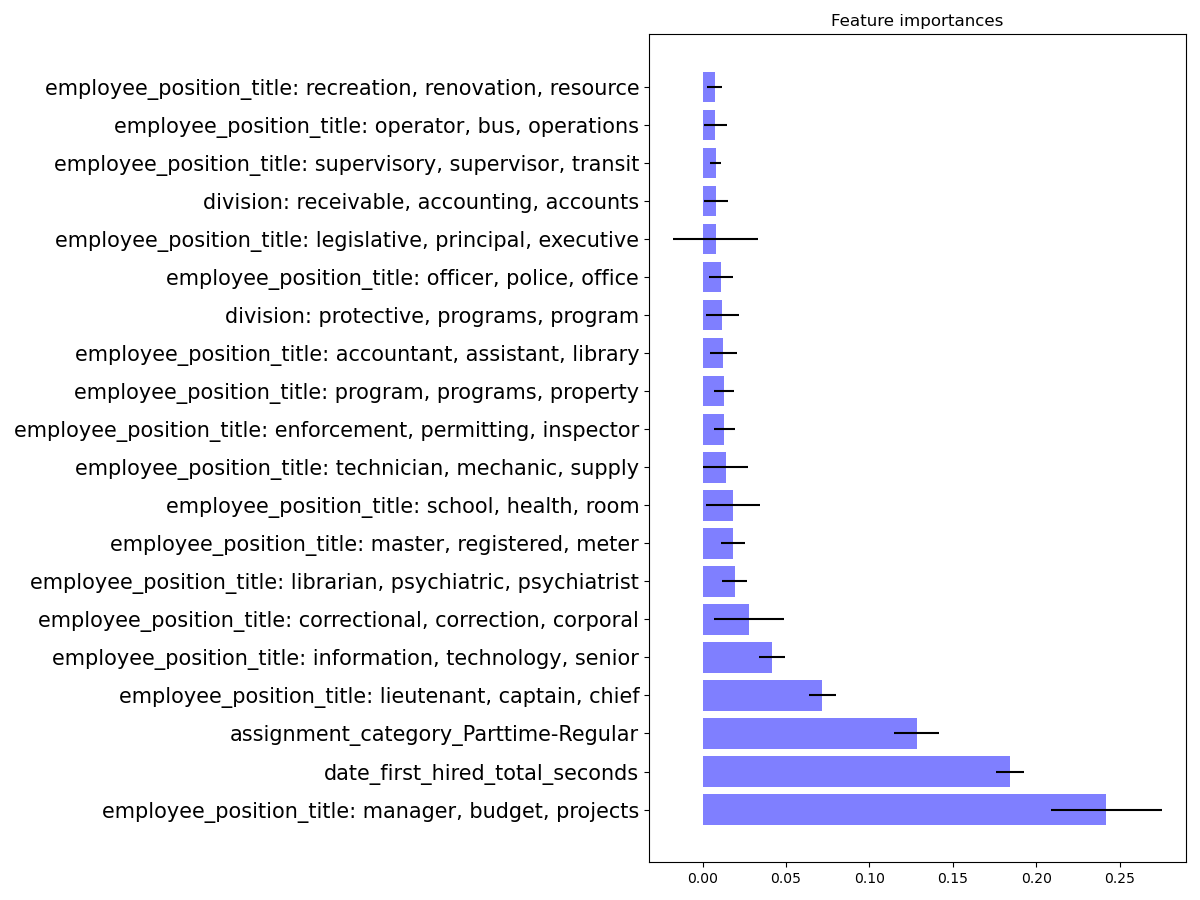 Feature importances
employee_position_title: recreation, renovation, resource
employee_position_title: operator, bus, operations
employee_position_title: supervisory, supervisor, transit
division: receivable, accounting, accounts
employee_position_title: legislative, principal, executive
employee_position_title: officer, police, office
division: protective, programs, program
employee_position_title: accountant, assistant, library
employee_position_title: program, programs, property
employee_position_title: enforcement, permitting, inspector
employee_position_title: technician, mechanic, supply
employee_position_title: school, health, room
employee_position_title: master, registered, meter
employee_position_title: librarian, psychiatric, psychiatrist
employee_position_title: correctional, correction, corporal
employee_position_title: information, technology, senior
employee_position_title: lieutenant, captain, chief
assignment_category_Parttime-Regular
date_first_hired_total_seconds
employee_position_title: manager, budget, projects
0.00 0.05 0.10 0.15 0.20 0.25